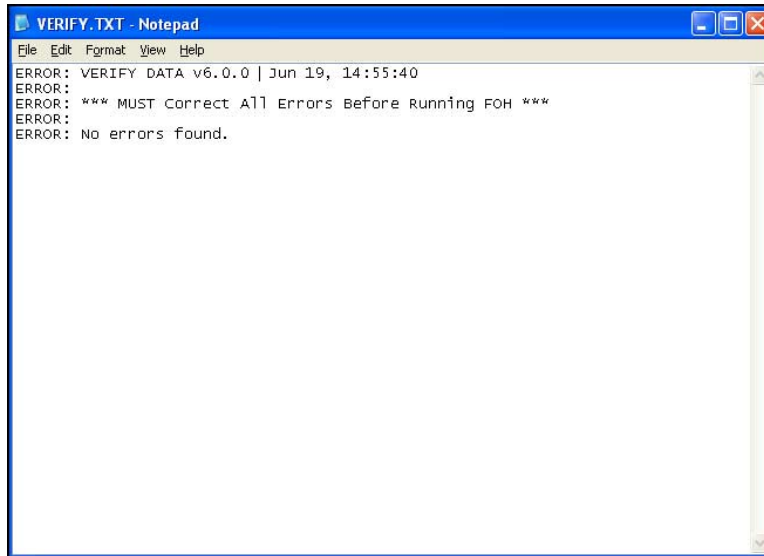 VERIFY.TXT - Notepad
File Edit Format View Help
ERROR: VERIFY DATA v6.0.0 | Jun 19, 14:55:40
ERROR:
ERROR: *** MUST Correct All Errors Before Running FOH ***
ERROR:
ERROR: No errors found.